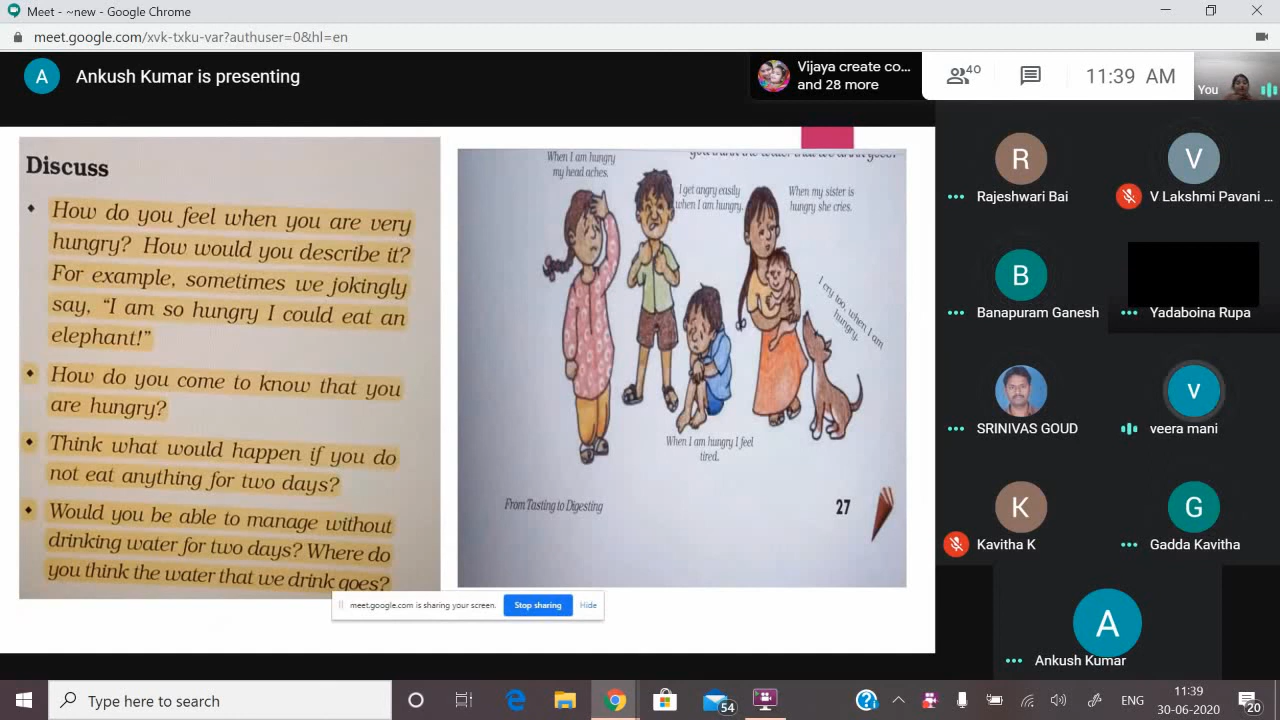 Meet - ~new - Google Chrome
meet.google.com/xvk-txku-var?authuser=0&hl=en
A
Ankush Kumar is presenting
Vijaya create co...
and 28 more
40
11:39 AM
You
Discuss
How do you feel when you are very
hungry? How would you describe it?
For example, sometimes we jokingly
say, “I am so hungry I could eat an
elephant!”
How do you come to know that you
are hungry?
Think what would happen if you do
not eat anything for two days?
Would you be able to manage without
drinking water for two days? Where do
you think the water that we drink goes?
you think the water that we drink goes?
When I am hungry
my head aches.
I get angry easily
when I am hungry.
When my sister is
hungry she cries.
I cry too, when I am
hungry.
When I am hungry I feel
tired.
From Tasting to Digesting
27
meet.google.com is sharing your screen.
Stop sharing
Hide
R
Rajeshwari Bai
V
V Lakshmi Pavani ...
B
Banapuram Ganesh
Yadaboina Rupa
SRINIVAS GOUD
V
veera mani
K
Kavitha K
G
Gadda Kavitha
A
Ankush Kumar
Type here to search
54
ENG
11:39
30-06-2020
20